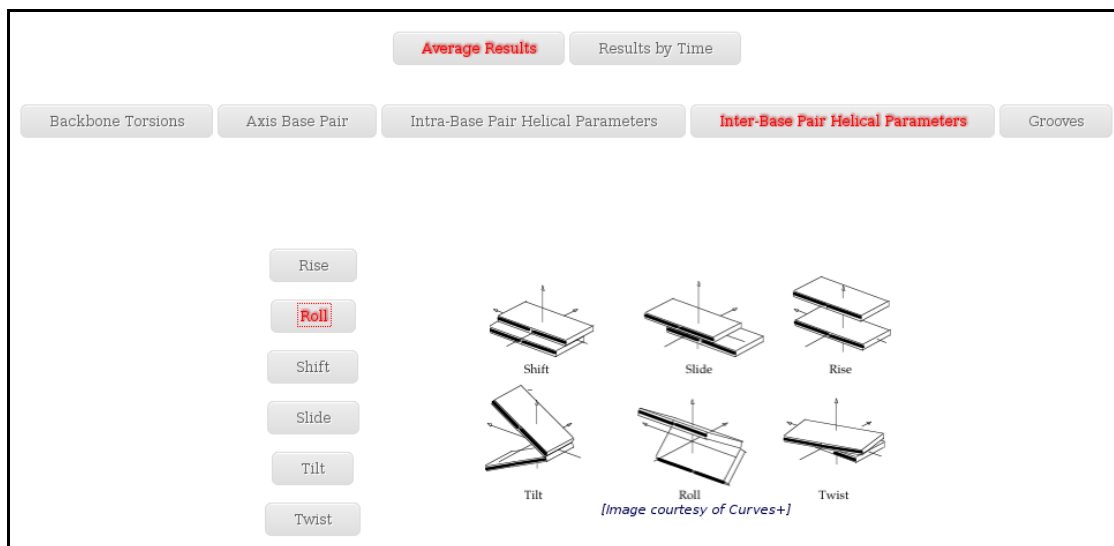 Average Results Results by Time
Backbone Torsions Axis Base Pair Intra-Base Pair Helical Parameters Inter-Base Pair Helical Parameters Grooves
Rise
Roll
Shift
Slide
Tilt
Twist
Shift Slide Rise
Tilt Roll Twist
[Image courtesy of Curves+]